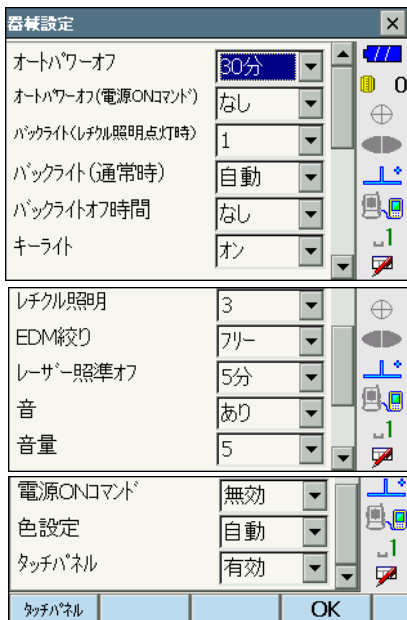 器械設定
オートパワーオフ 30分
オートパワーオフ(電源ONコマンド) なし
0
バックライト(レチクル照明点灯時) 1
バックライト(通常時) 自動
バックライトオフ時間 なし
キーライト オン
1
レチクル照明 3
EDM絞り フリー
レーザー照準オフ 5分
音 あり
1
音量 5
電源ONコマンド 無効
色設定 自動
1
タッチパネル 有効
タッチパネル OK